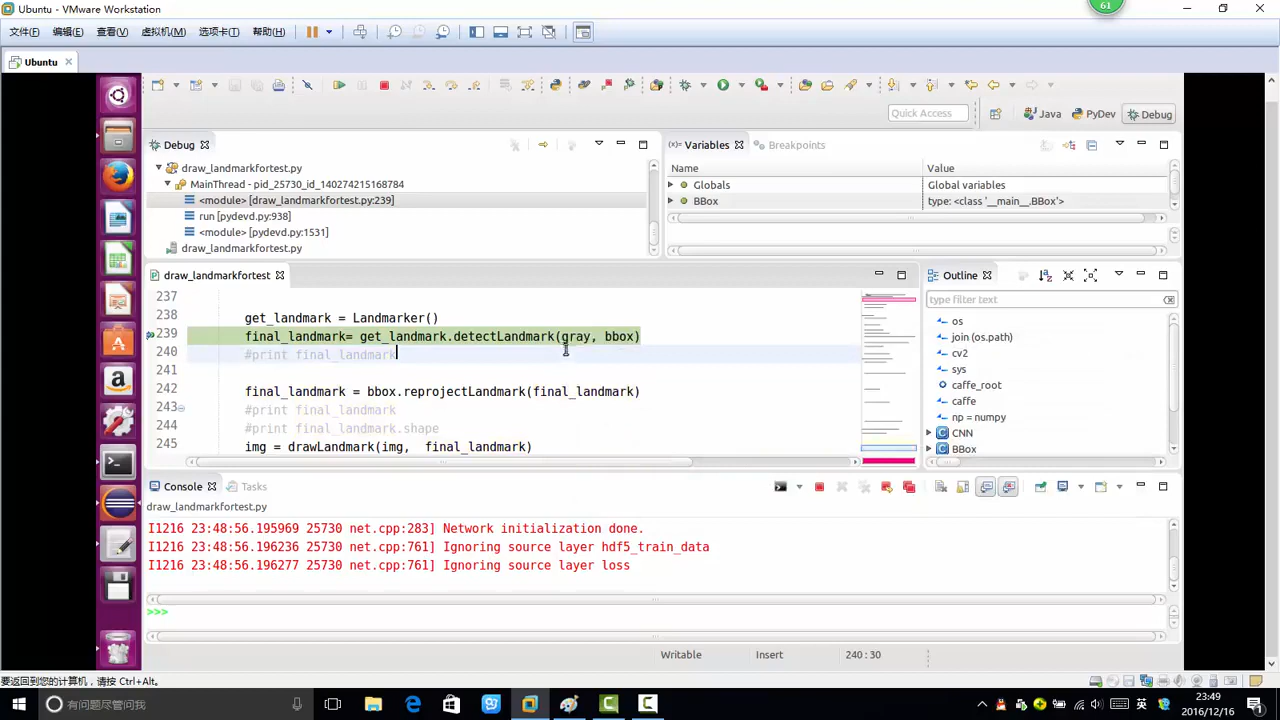 Ubuntu - VMware Workstation
61
文件(F) 编辑(E) 查看(V) 虚拟机(M) 选项卡(T) 帮助(H)
Ubuntu
Quick Access
Java PyDev Debug
Debug
draw_landmarkfortest.py
MainThread - pid_25730_id_140274215168784
<module> [draw_landmarkfortest.py:239]
run [pydevd.py:938]
<module> [pydevd.py:1531]
draw_landmarkfortest.py
(x)= Variables Breakpoints
Name Value
Globals Global variables
BBox type: <class '__main__.BBox'>
draw_landmarkfortest
237
238 get_landmark = Landmarker()
239 final_landmark= get_landmark.detectLandmark(gray, bbox)
240 #print final_landmark
241
242 final_landmark = bbox.reprojectLandmark(final_landmark)
243 #print final_landmark
244 #print final_landmark.shape
245 img = drawLandmark(img, final_landmark)
Outline
type filter text
os
join (os.path)
cv2
sys
caffe_root
caffe
np = numpy
CNN
BBox
Console Tasks
draw_landmarkfortest.py
I1216 23:48:56.195969 25730 net.cpp:283] Network initialization done.
I1216 23:48:56.196236 25730 net.cpp:761] Ignoring source layer hdf5_train_data
I1216 23:48:56.196277 25730 net.cpp:761] Ignoring source layer loss
>>>
Writable Insert 240 : 30
要返回到您的计算机，请按 Ctrl+Alt。
有问题尽管问我
英
23:49
2016/12/16